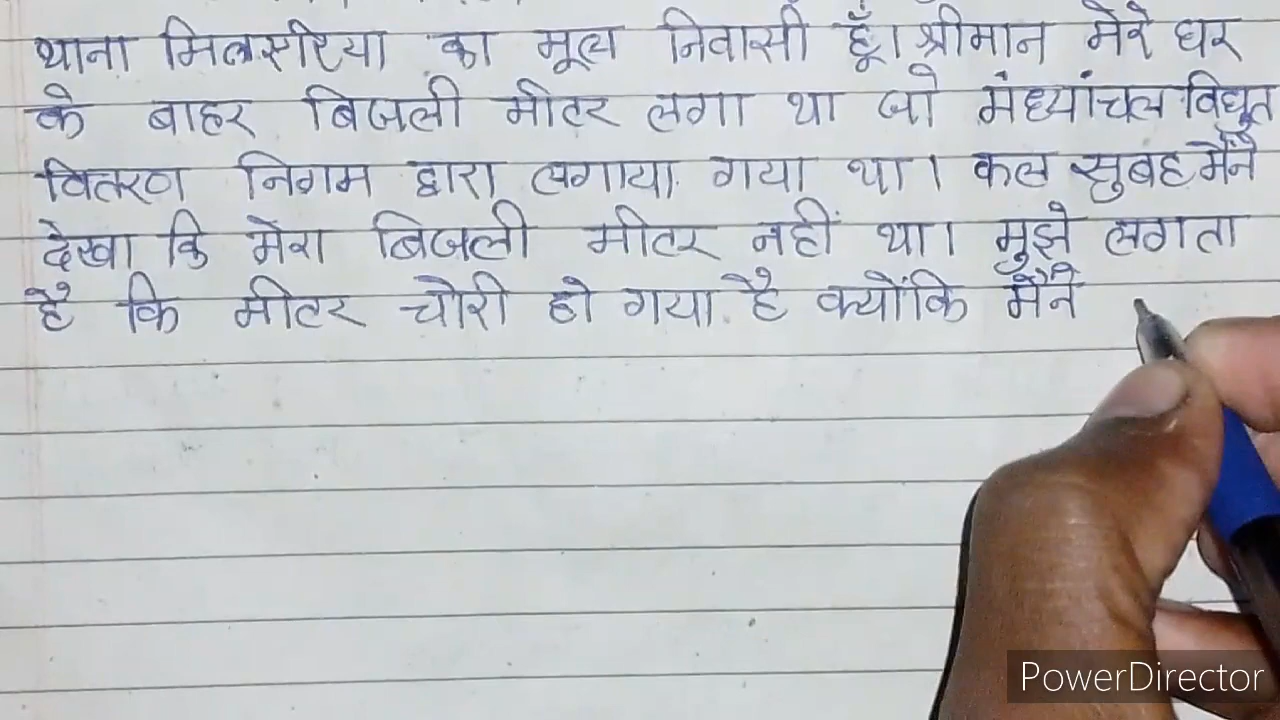 थाना मिलसरिया का मूल निवासी हूँ। श्रीमान मेरे घर
के बाहर बिजली मीटर लगा था जो मंध्यांचल विधुत
वितरण निगम द्वारा लगाया गया था। कल सुबह मैंने
देखा कि मेरा बिजली मीटर नहीं था। मुझे लगता
है कि मीटर चोरी हो गया है क्योंकि मैंने
PowerDirector